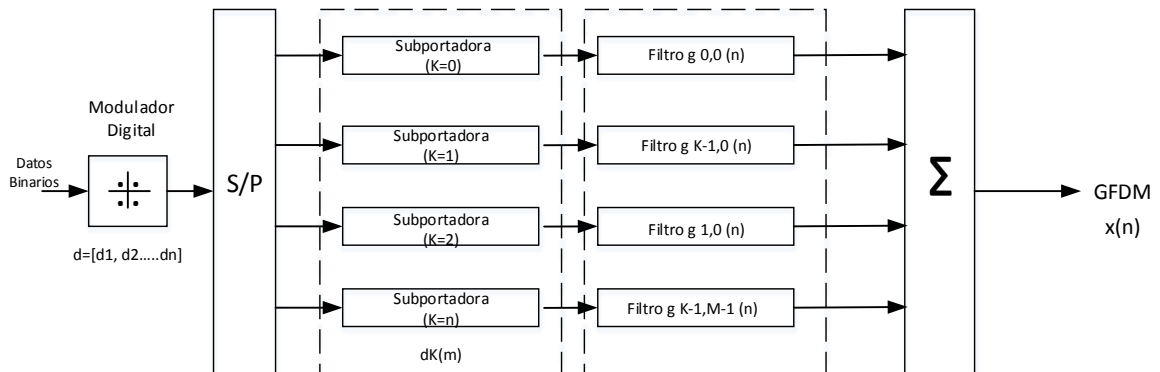 Modulador
Digital
Datos
Binarios
d=[d1, d2.....dn]
S/P
Subportadora
(K=0)
Subportadora
(K=1)
Subportadora
(K=2)
Subportadora
(K=n)
dK(m)
Filtro g 0,0 (n)
Filtro g K-1,0 (n)
Filtro g 1,0 (n)
Filtro g K-1,M-1 (n)
Σ
GFDM
x(n)